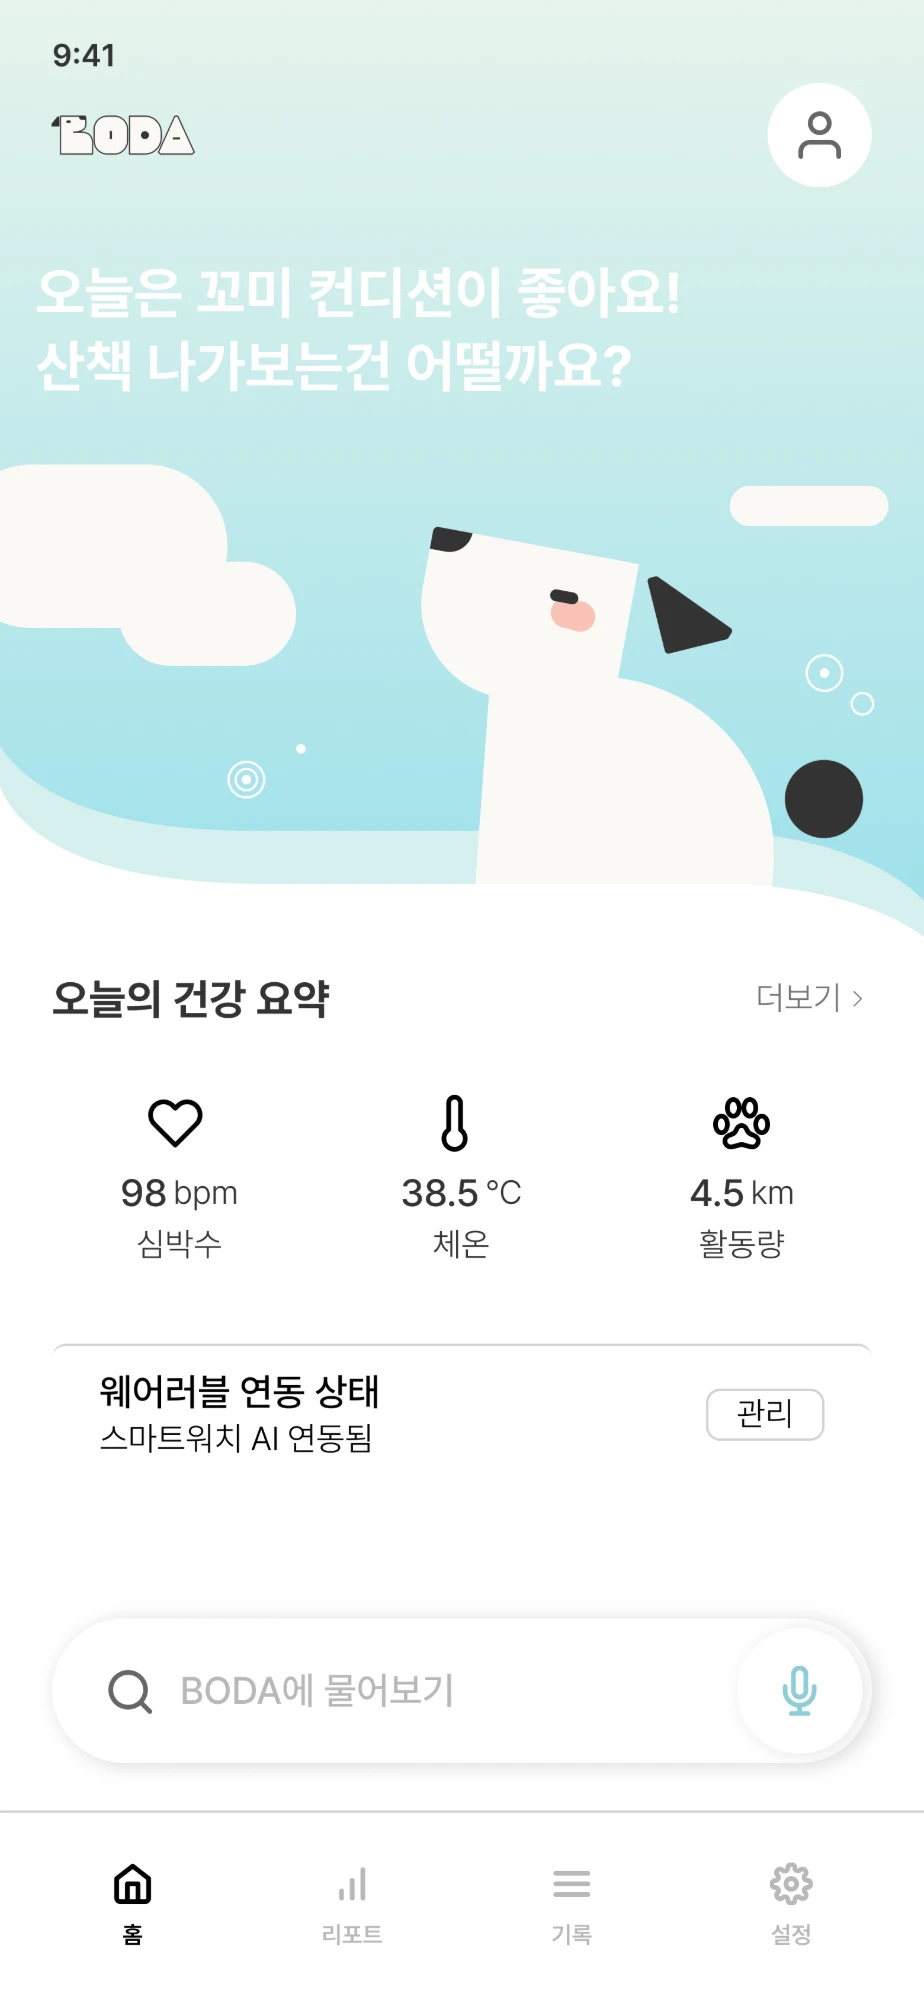 9:41
BODA
오늘은 꼬미 컨디션이 좋아요!
산책 나가보는건 어떨까요?
오늘의 건강 요약
더보기 >
98 bpm
38.5 °C
4.5 km
심박수
체온
활동량
웨어러블 연동 상태
스마트워치 AI 연동됨
관리
BODA에 물어보기
홈
리포트
기록
설정